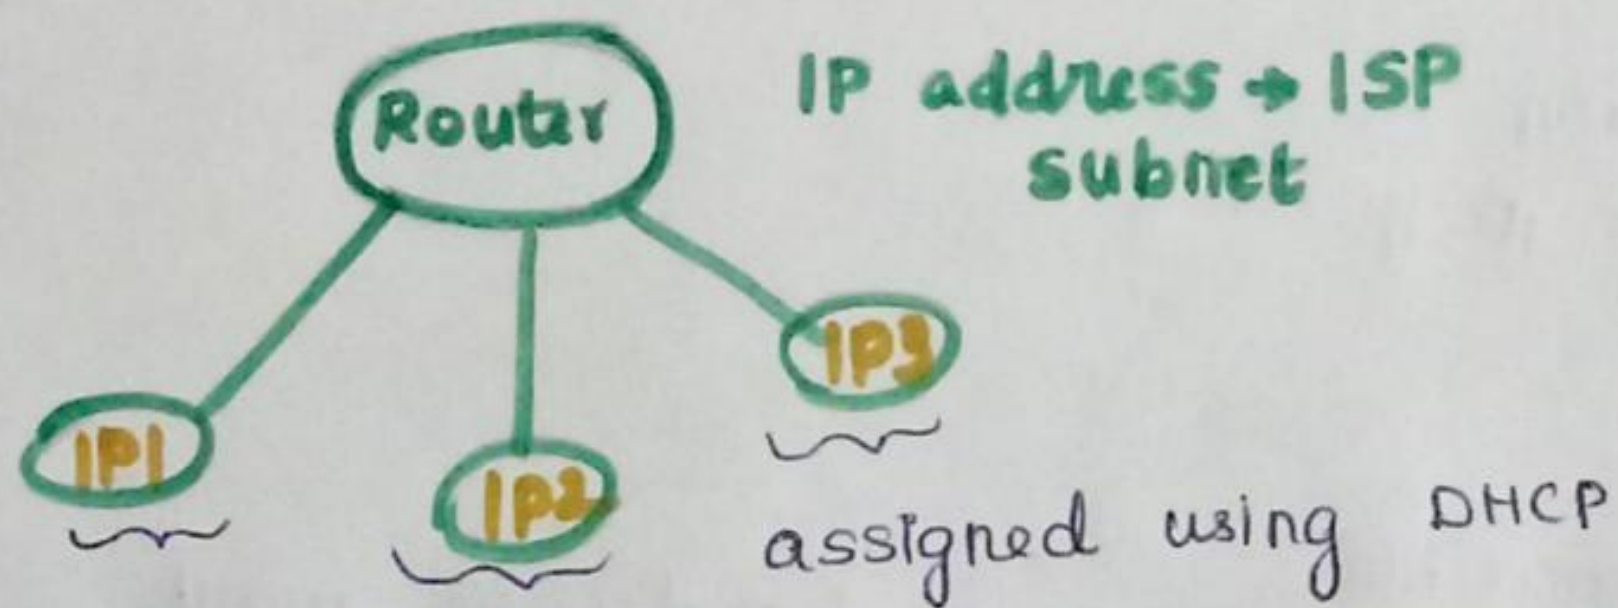 Router
IP address → ISP
subnet
IP3
IP1
IP2
assigned using DHCP